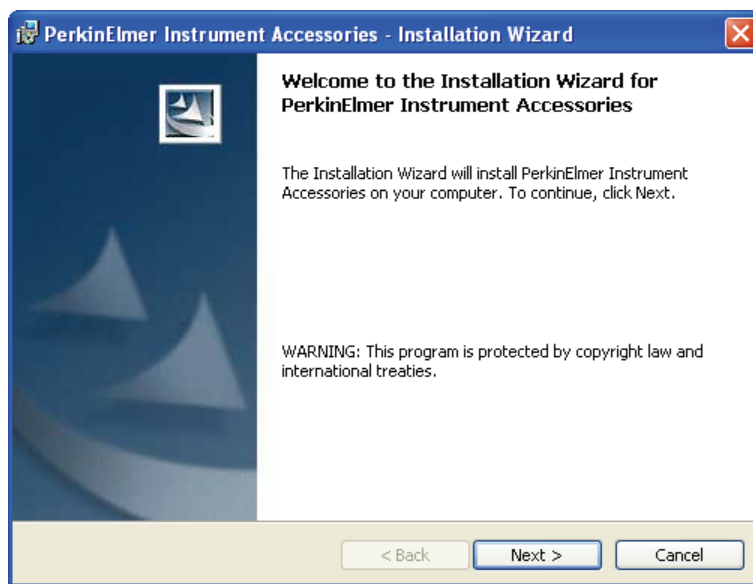 PerkinElmer Instrument Accessories - Installation Wizard
Welcome to the Installation Wizard for
PerkinElmer Instrument Accessories
The Installation Wizard will install PerkinElmer Instrument
Accessories on your computer. To continue, click Next.
WARNING: This program is protected by copyright law and
international treaties.
< Back Next > Cancel